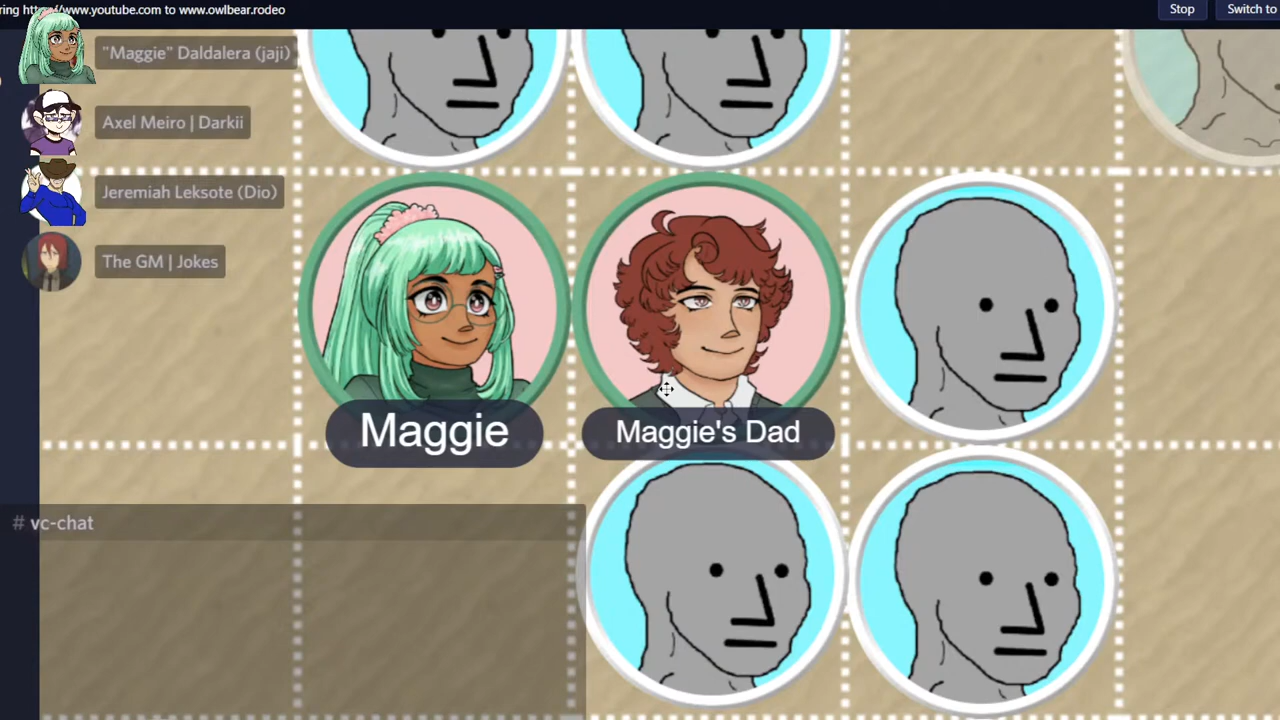 ring https://www.youtube.com to www.owlbear.rodeo
Stop
Switch to
"Maggie" Daldalera (jaji)
Axel Meiro | Darkii
Jeremiah Leksote (Dio)
The GM | Jokes
Maggie
Maggie's Dad
# vc-chat